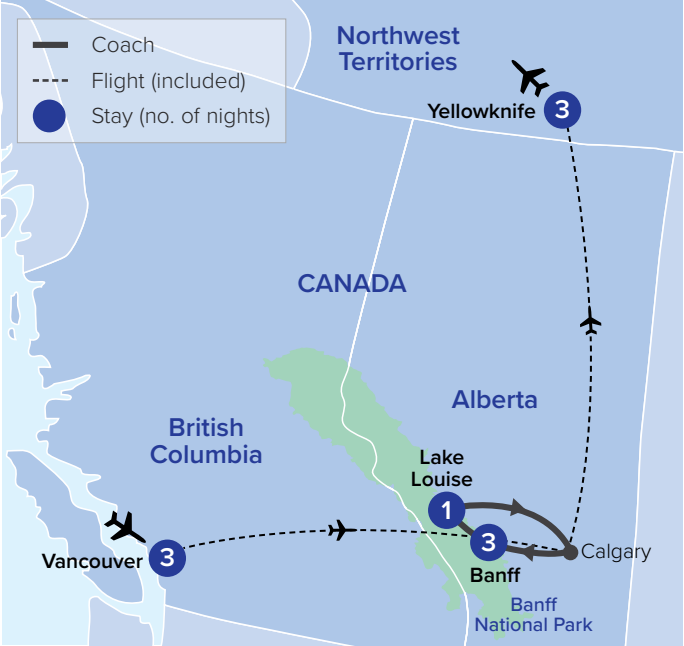 Coach
Flight (included)
Stay (no. of nights)
Northwest
Territories
Yellowknife
3
CANADA
Alberta
British
Columbia
Lake
Louise
1
3
Banff
Calgary
Vancouver
3
Banff
National Park